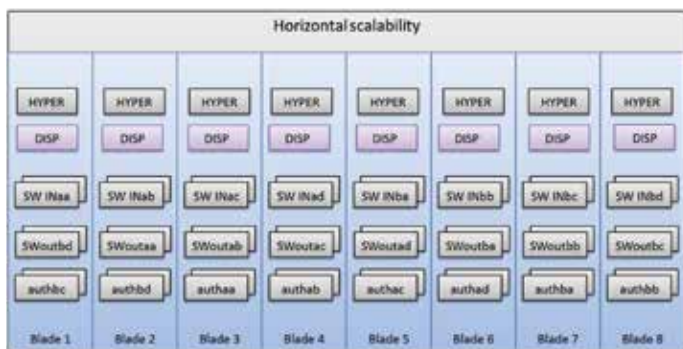 Horizontal scalability
HYPER HYPER HYPER HYPER HYPER HYPER HYPER HYPER
DISP DISP DISP DISP DISP DISP DISP DISP
SW INaa SW INab SW INac SW INad SW INba SW INbb SW INbc SW INbd
SWoutbd SWoutaa SWoutab SWoutac SWoutad SWoutba SWoutbb SWoutbc
authbc authbd authaa authab authac authad authba authbb
Blade 1 Blade 2 Blade 3 Blade 4 Blade 5 Blade 6 Blade 7 Blade 8